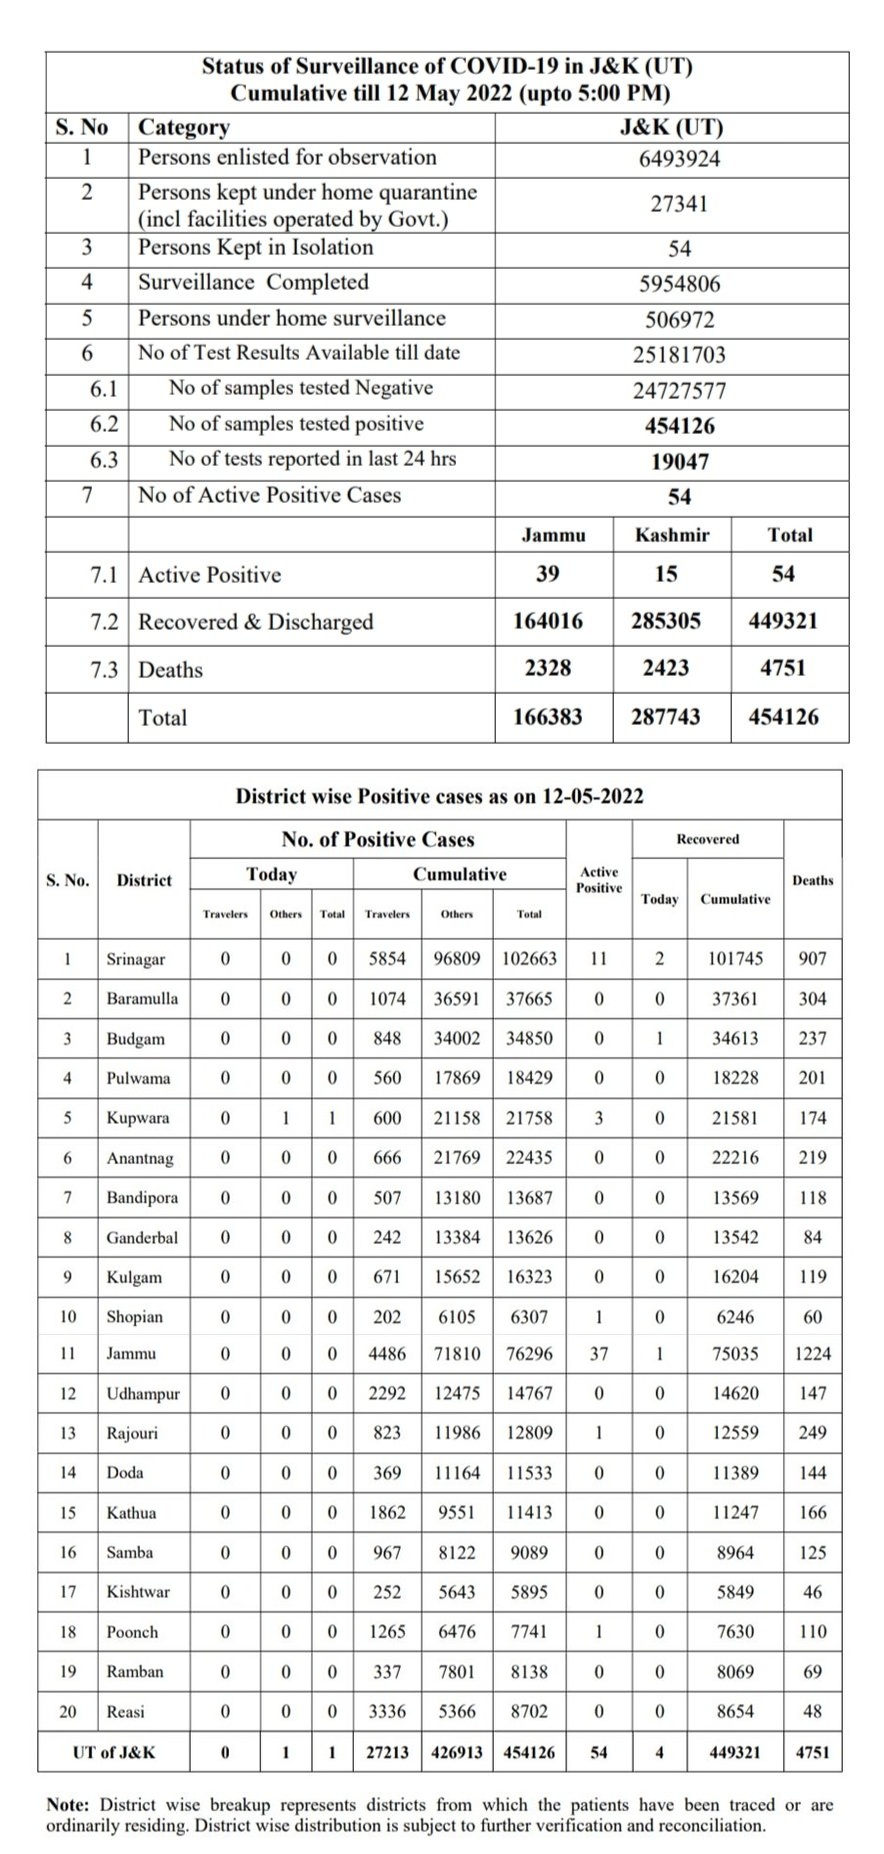 Status of Surveillance of COVID-19 in J&K (UT)
Cumulative till 12 May 2022 (upto 5:00 PM)
S. No Category J&K (UT)
1 Persons enlisted for observation 6493924
2 Persons kept under home quarantine (incl facilities operated by Govt.) 27341
3 Persons Kept in Isolation 54
4 Surveillance Completed 5954806
5 Persons under home surveillance 506972
6 No of Test Results Available till date 25181703
6.1 No of samples tested Negative 24727577
6.2 No of samples tested positive 454126
6.3 No of tests reported in last 24 hrs 19047
7 No of Active Positive Cases 54
Jammu Kashmir Total
7.1 Active Positive 39 15 54
7.2 Recovered & Discharged 164016 285305 449321
7.3 Deaths 2328 2423 4751
Total 166383 287743 454126
District wise Positive cases as on 12-05-2022
S. No. District No. of Positive Cases Active Positive Recovered Deaths
Today Cumulative Today Cumulative
Travelers Others Total Travelers Others Total
1 Srinagar 0 0 0 5854 96809 102663 11 2 101745 907
2 Baramulla 0 0 0 1074 36591 37665 0 0 37361 304
3 Budgam 0 0 0 848 34002 34850 0 1 34613 237
4 Pulwama 0 0 0 560 17869 18429 0 0 18228 201
5 Kupwara 0 1 1 600 21158 21758 3 0 21581 174
6 Anantnag 0 0 0 666 21769 22435 0 0 22216 219
7 Bandipora 0 0 0 507 13180 13687 0 0 13569 118
8 Ganderbal 0 0 0 242 13384 13626 0 0 13542 84
9 Kulgam 0 0 0 671 15652 16323 0 0 16204 119
10 Shopian 0 0 0 202 6105 6307 1 0 6246 60
11 Jammu 0 0 0 4486 71810 76296 37 1 75035 1224
12 Udhampur 0 0 0 2292 12475 14767 0 0 14620 147
13 Rajouri 0 0 0 823 11986 12809 1 0 12559 249
14 Doda 0 0 0 369 11164 11533 0 0 11389 144
15 Kathua 0 0 0 1862 9551 11413 0 0 11247 166
16 Samba 0 0 0 967 8122 9089 0 0 8964 125
17 Kishtwar 0 0 0 252 5643 5895 0 0 5849 46
18 Poonch 0 0 0 1265 6476 7741 1 0 7630 110
19 Ramban 0 0 0 337 7801 8138 0 0 8069 69
20 Reasi 0 0 0 3336 5366 8702 0 0 8654 48
UT of J&K 0 1 1 27213 426913 454126 54 4 449321 4751
Note: District wise breakup represents districts from which the patients have been traced or are
ordinarily residing. District wise distribution is subject to further verification and reconciliation.